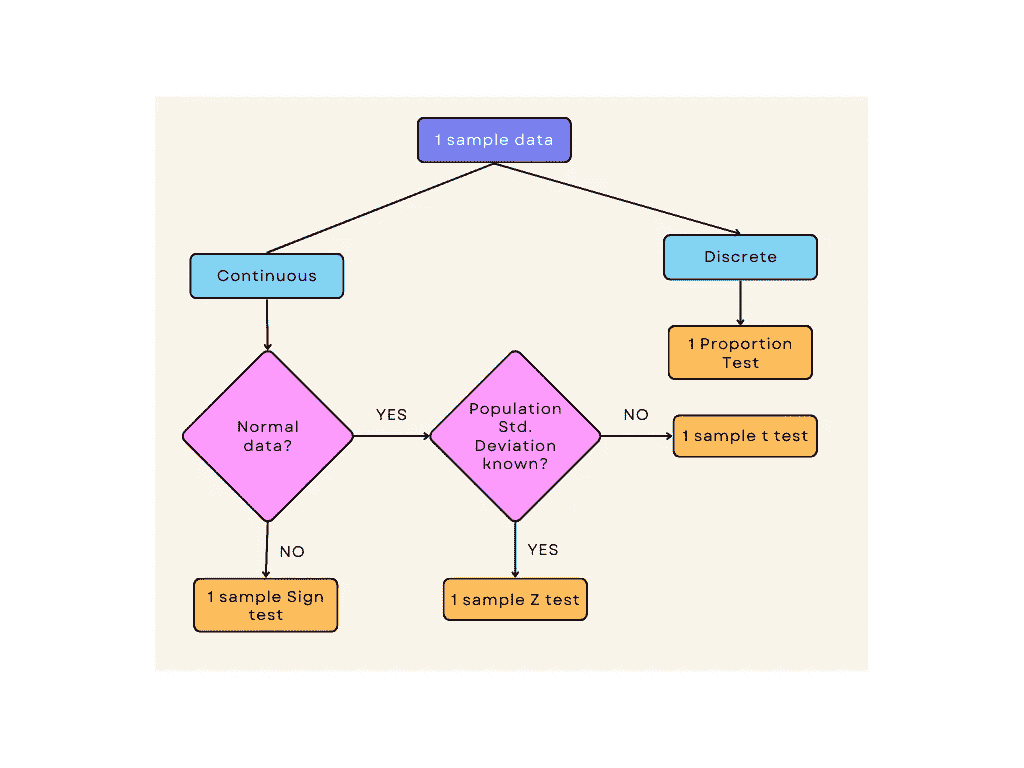 1 sample data
Discrete
Continuous
1 Proportion
Test
YES
Population
Std.
Deviation
known?
NO
Normal
data?
1 sample t test
NO
YES
1 sample Sign
test
1 sample Z test